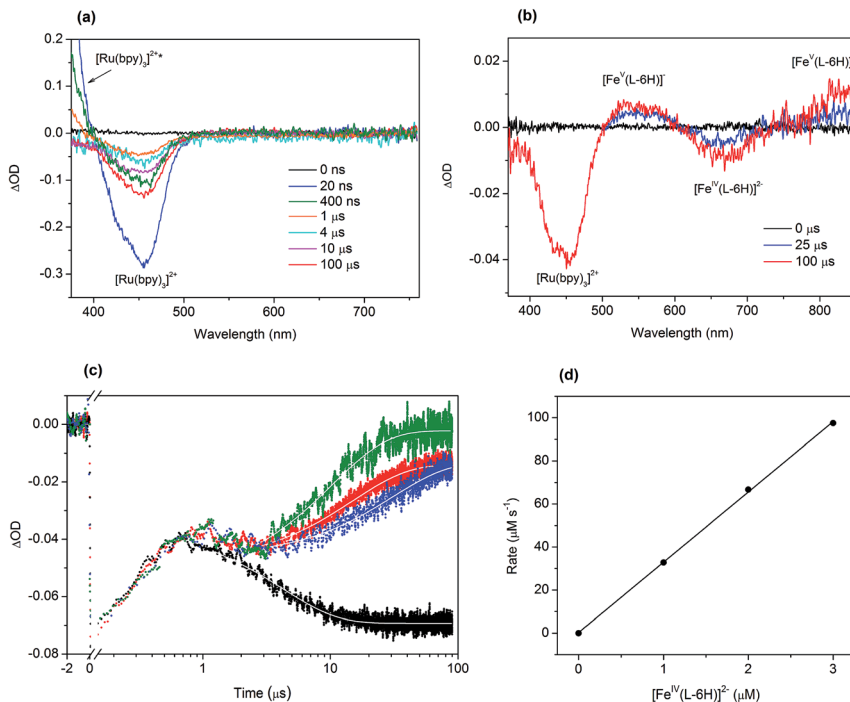 (a)
0.2
0.1
0.0
-0.1
-0.2
-0.3
ΔOD
[Ru(bpy)₃]²⁺*
[Ru(bpy)₃]²⁺
0 ns
20 ns
400 ns
1 μs
4 μs
10 μs
100 μs
400 500 600 700
Wavelength (nm)
(b)
0.02
0.00
-0.02
-0.04
ΔOD
[Feⱽ(L-6H)]⁻
[Feⱽ(L-6H)]
[Feᴵⱽ(L-6H)]²⁻
[Ru(bpy)₃]²⁺
0 μs
25 μs
100 μs
400 500 600 700 800
Wavelength (nm)
(c)
0.00
-0.02
-0.04
-0.06
-0.08
ΔOD
-2 0 1 10 100
Time (μs)
(d)
100
80
60
40
20
0
Rate (μM s⁻¹)
0 1 2 3
[Feᴵⱽ(L-6H)]²⁻ (μM)